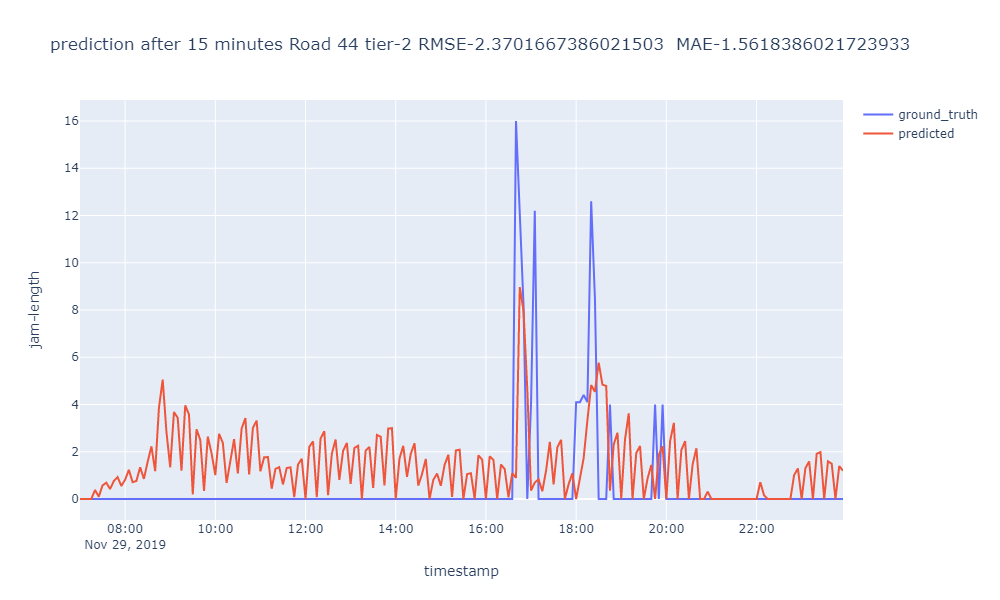 prediction after 15 minutes Road 44 tier-2 RMSE-2.3701667386021503  MAE-1.5618386021723933
ground_truth
predicted
16
14
12
10
8
6
4
2
0
jam-length
08:00 10:00 12:00 14:00 16:00 18:00 20:00 22:00
Nov 29, 2019
timestamp